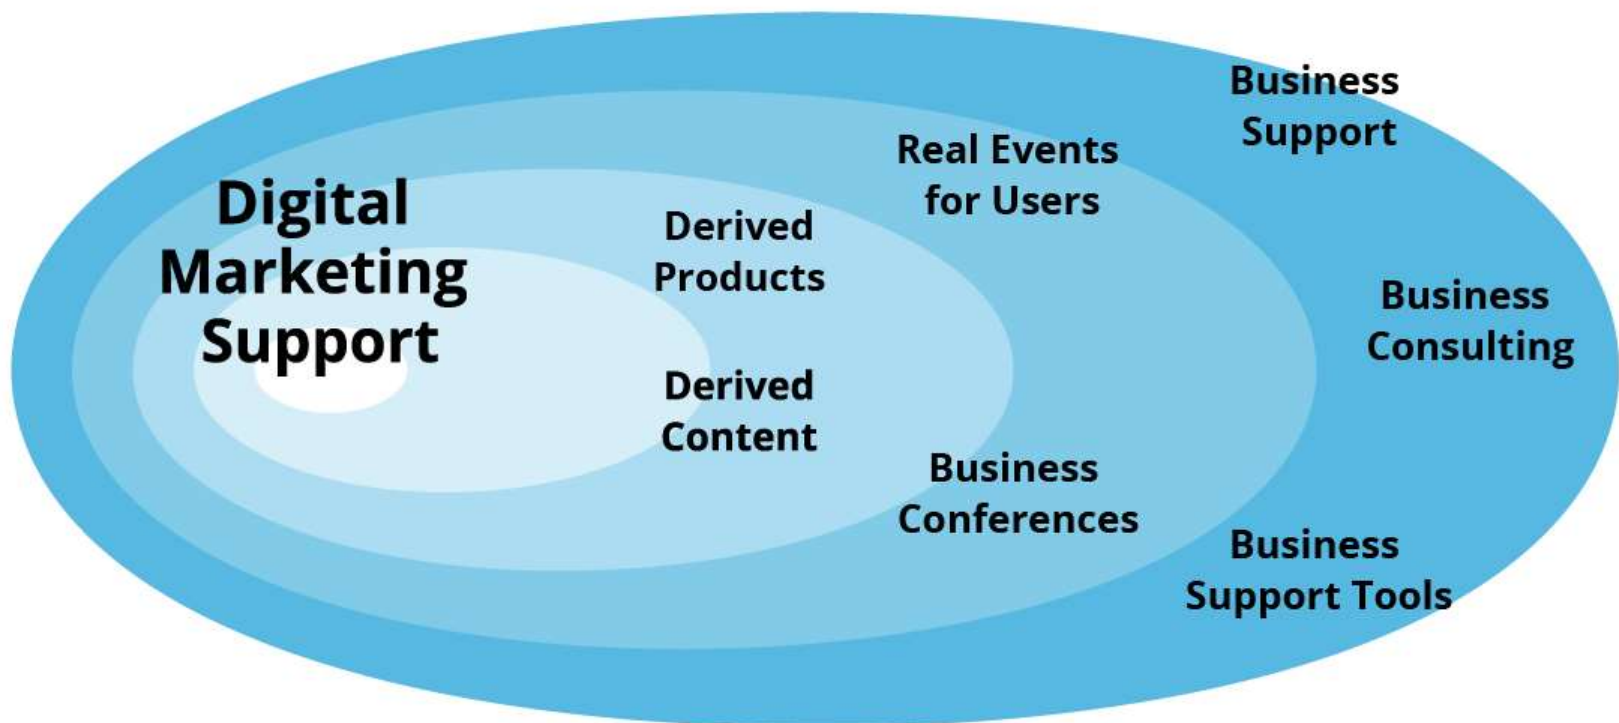 Digital
Marketing
Support
Derived
Products
Derived
Content
Real Events
for Users
Business
Conferences
Business
Support
Business
Consulting
Business
Support Tools